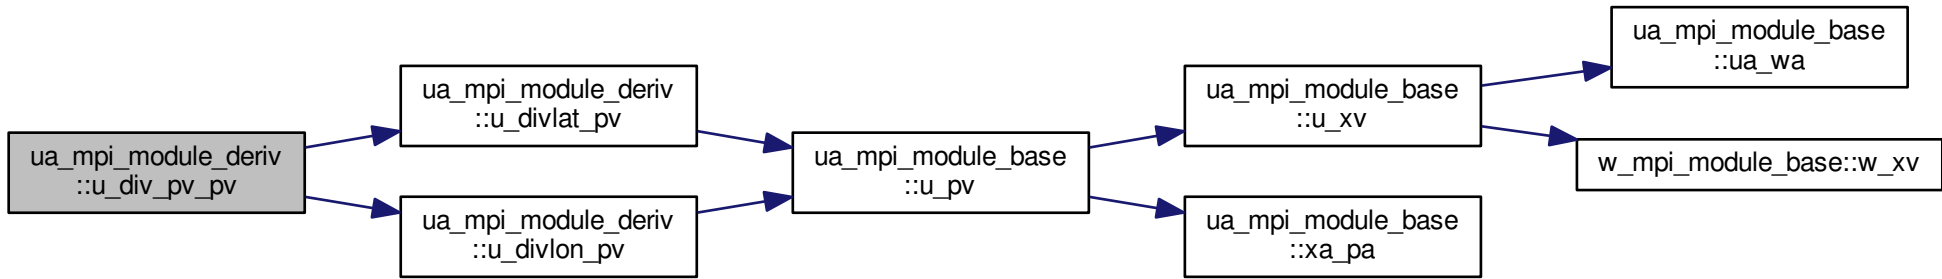 ua_mpi_module_deriv
::u_div_pv_pv
ua_mpi_module_deriv
::u_divlat_pv
ua_mpi_module_deriv
::u_divlon_pv
ua_mpi_module_base
::u_pv
ua_mpi_module_base
::u_xv
ua_mpi_module_base
::xa_pa
ua_mpi_module_base
::ua_wa
w_mpi_module_base::w_xv